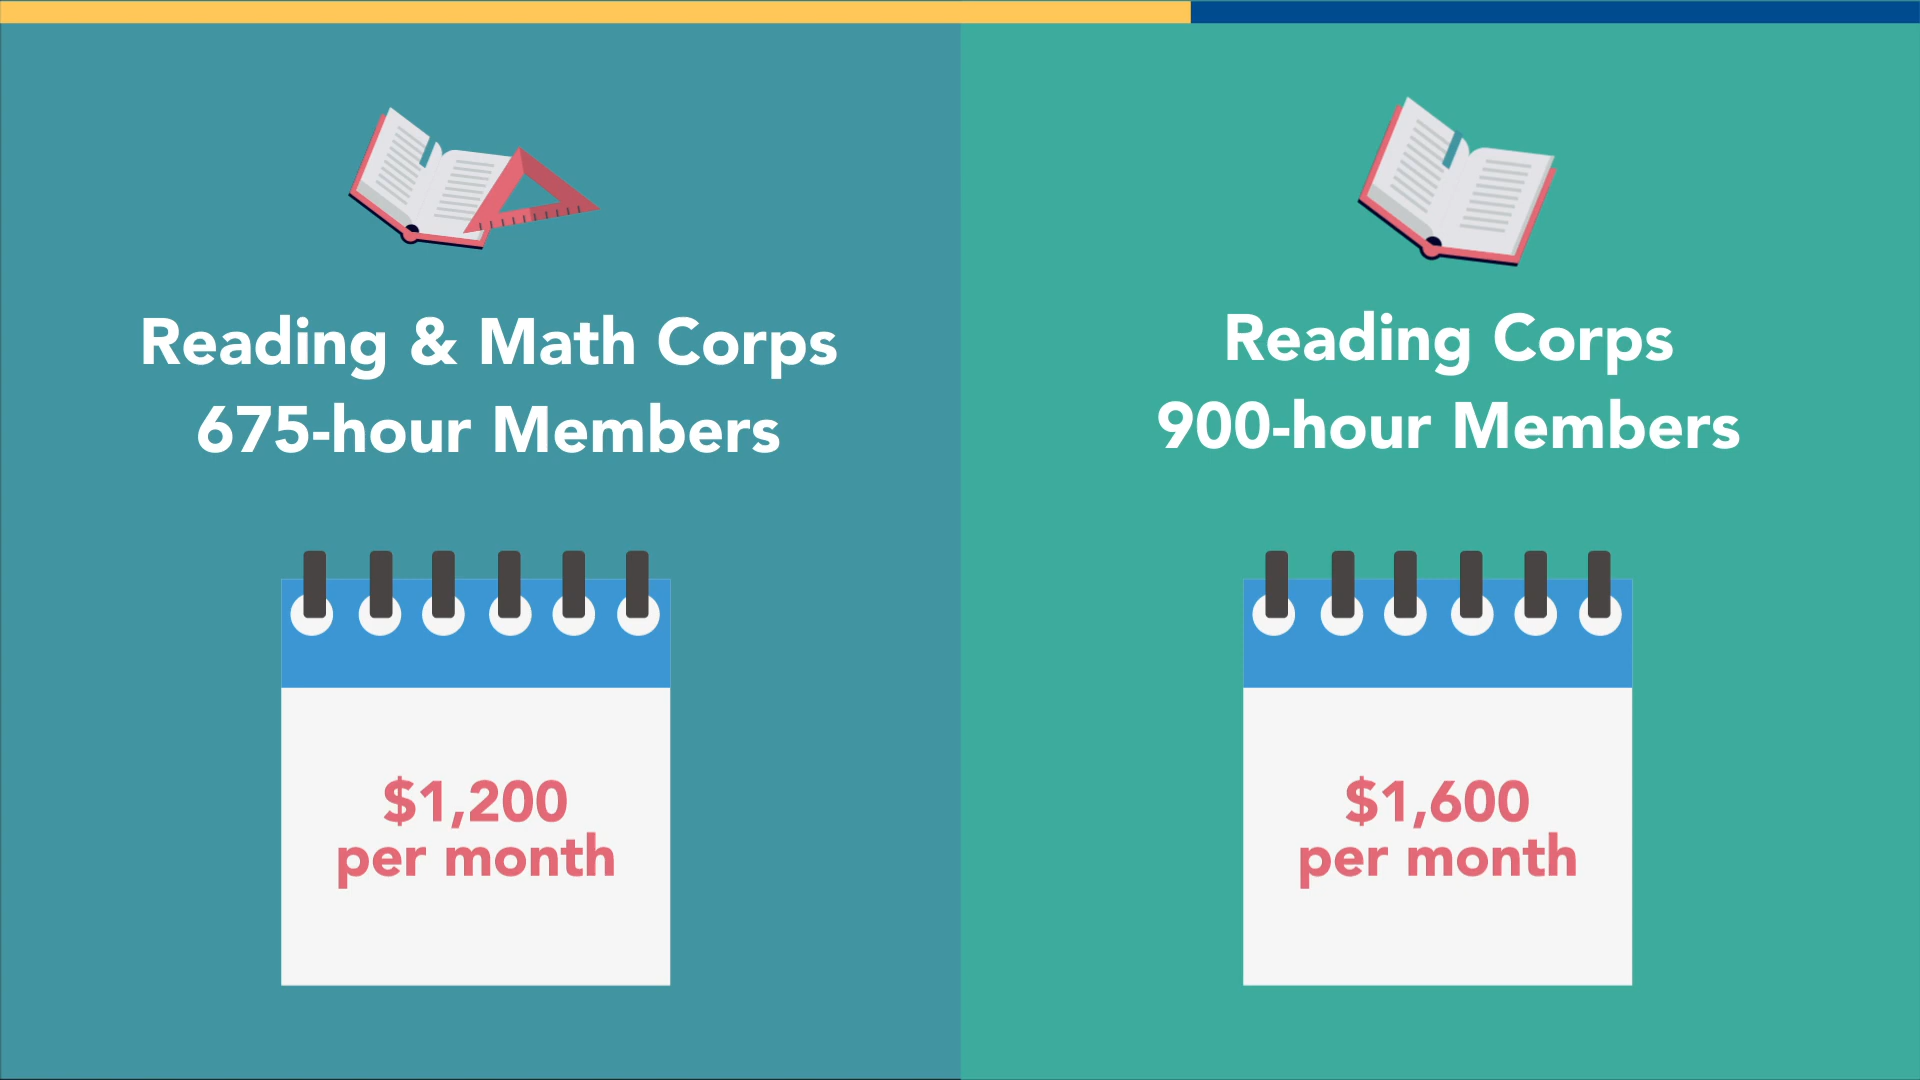 Reading & Math Corps
675-hour Members
$1,200
per month
Reading Corps
900-hour Members
$1,600
per month